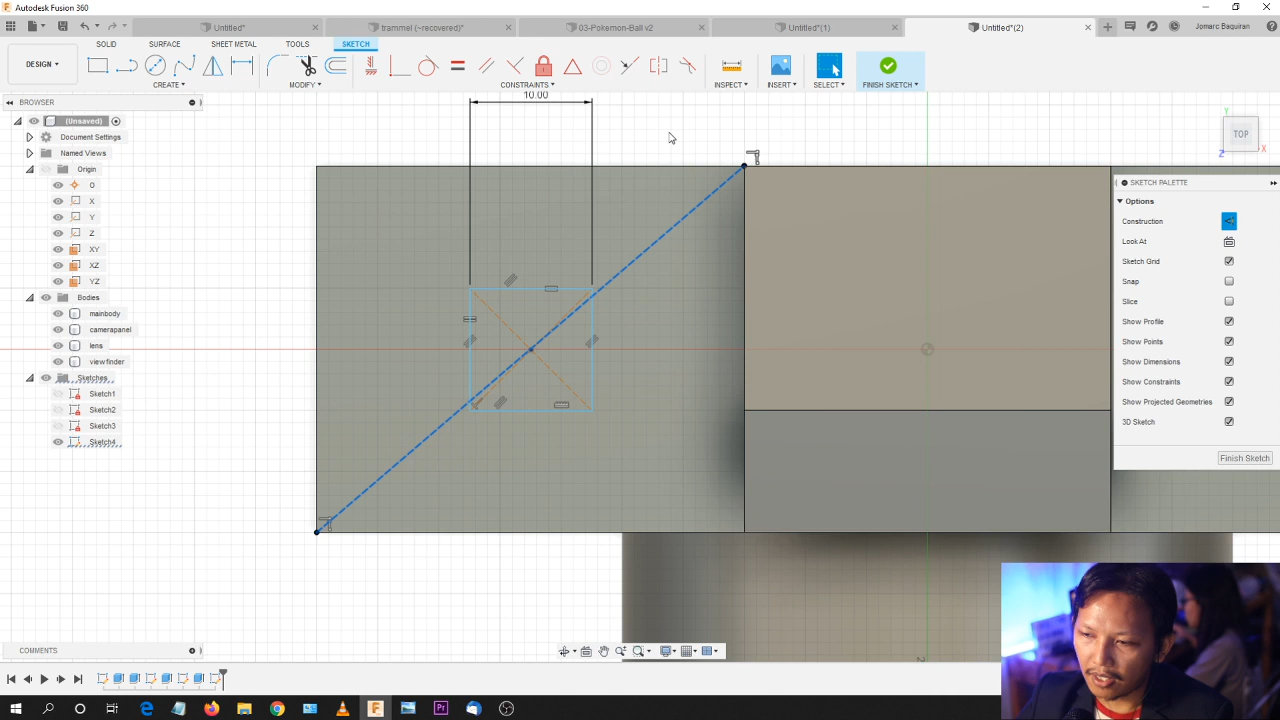 Autodesk Fusion 360
Untitled*
trammel (~recovered)*
03-Pokemon-Ball v2
Untitled*(1)
Untitled*(2)
Jomarc Baquiran
SOLID
SURFACE
SHEET METAL
TOOLS
SKETCH
DESIGN
CREATE
MODIFY
CONSTRAINTS
INSPECT
INSERT
SELECT
FINISH SKETCH
BROWSER
(Unsaved)
Document Settings
Named Views
Origin
O
X
Y
Z
XY
XZ
YZ
Bodies
mainbody
camerapanel
lens
viewfinder
Sketches
Sketch1
Sketch2
Sketch3
Sketch4
10.00
Y
TOP
X
Z
SKETCH PALETTE
Options
Construction
Look At
Sketch Grid
Snap
Slice
Show Profile
Show Points
Show Dimensions
Show Constraints
Show Projected Geometries
3D Sketch
Finish Sketch
COMMENTS